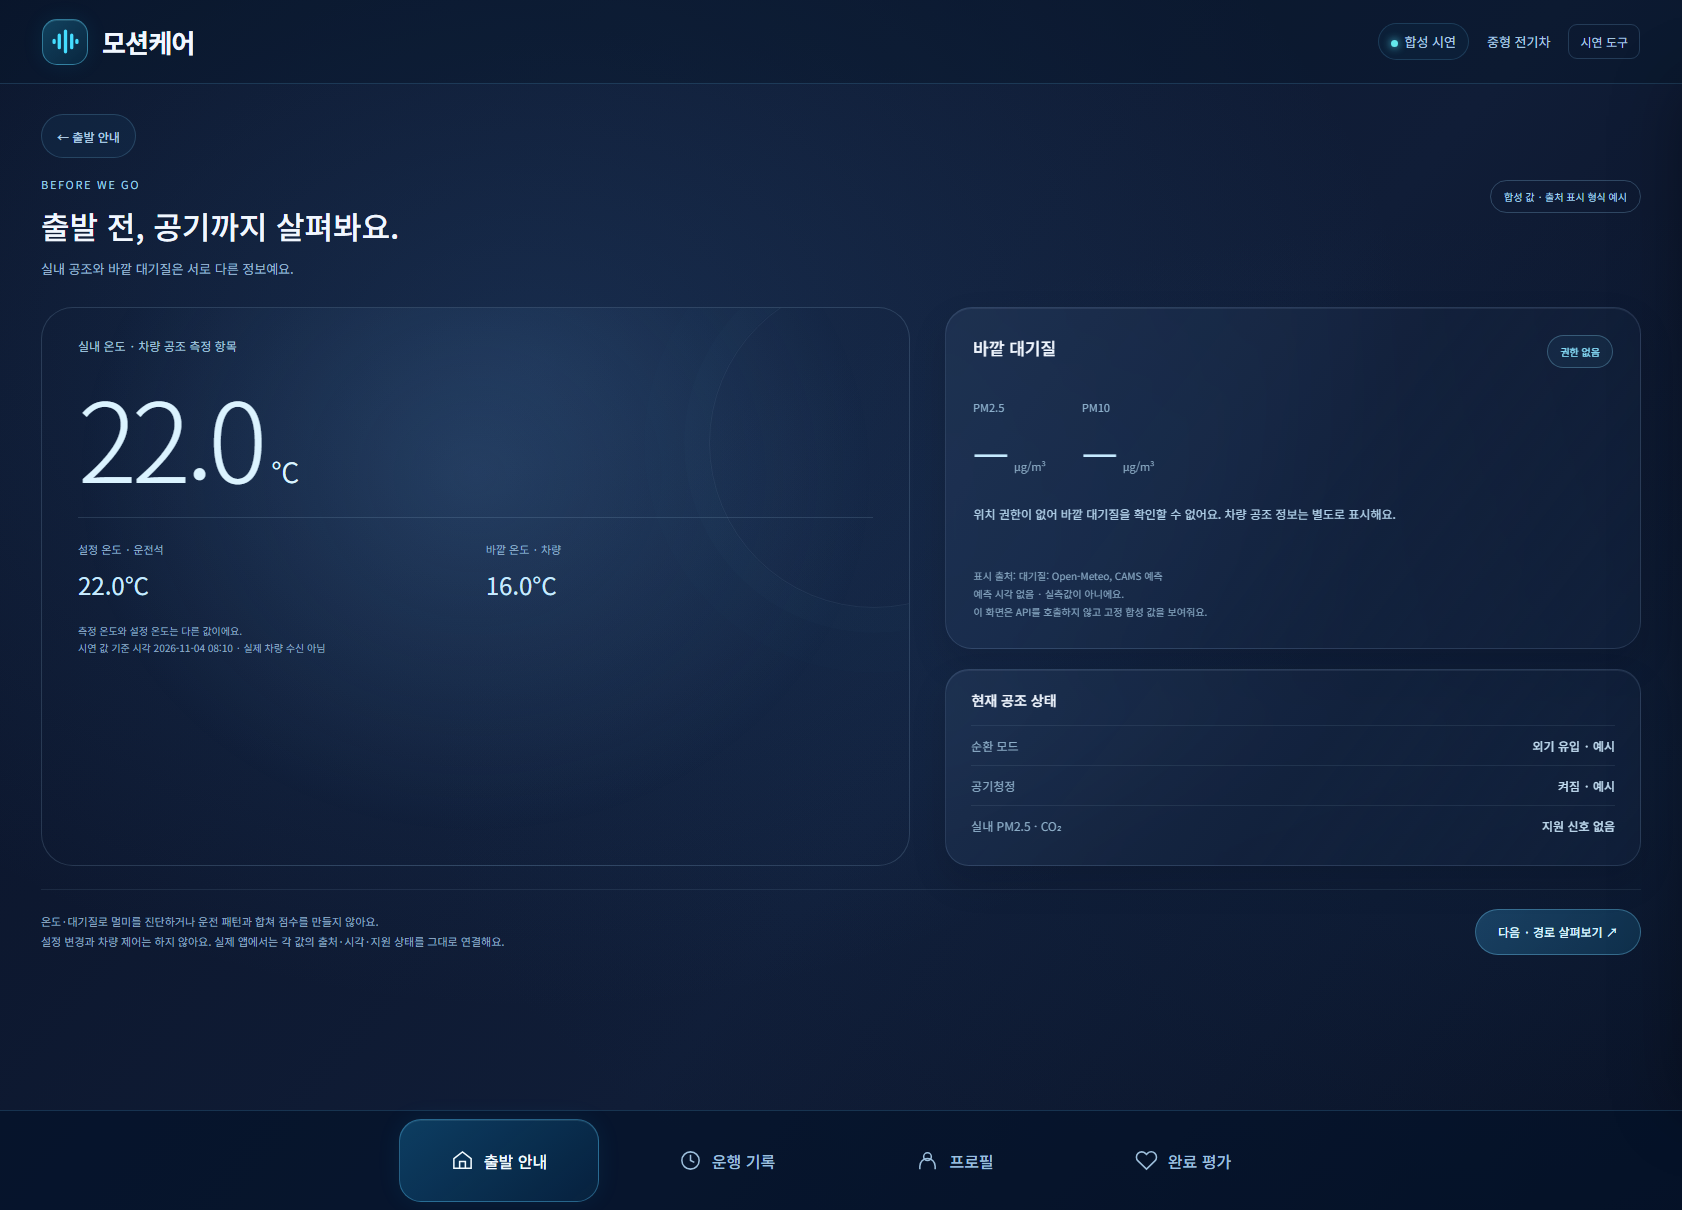 모션케어
합성 시연
중형 전기차
시연 도구
← 출발 안내
BEFORE WE GO
출발 전, 공기까지 살펴봐요.
실내 공조와 바깥 대기질은 서로 다른 정보예요.
합성 값 · 출처 표시 형식 예시
실내 온도 · 차량 공조 측정 항목
22.0 °C
설정 온도 · 운전석
22.0°C
바깥 온도 · 차량
16.0°C
측정 온도와 설정 온도는 다른 값이에요.
시연 값 기준 시각 2026-11-04 08:10 · 실제 차량 수신 아님
바깥 대기질
권한 없음
PM2.5
— μg/m³
PM10
— μg/m³
위치 권한이 없어 바깥 대기질을 확인할 수 없어요. 차량 공조 정보는 별도로 표시해요.
표시 출처: 대기질: Open-Meteo, CAMS 예측
예측 시각 없음 · 실측값이 아니에요.
이 화면은 API를 호출하지 않고 고정 합성 값을 보여줘요.
현재 공조 상태
순환 모드
외기 유입 · 예시
공기청정
켜짐 · 예시
실내 PM2.5 · CO₂
지원 신호 없음
온도·대기질로 멀미를 진단하거나 운전 패턴과 합쳐 점수를 만들지 않아요.
설정 변경과 차량 제어는 하지 않아요. 실제 앱에서는 각 값의 출처·시각·지원 상태를 그대로 연결해요.
다음 · 경로 살펴보기 ↗
출발 안내
운행 기록
프로필
완료 평가